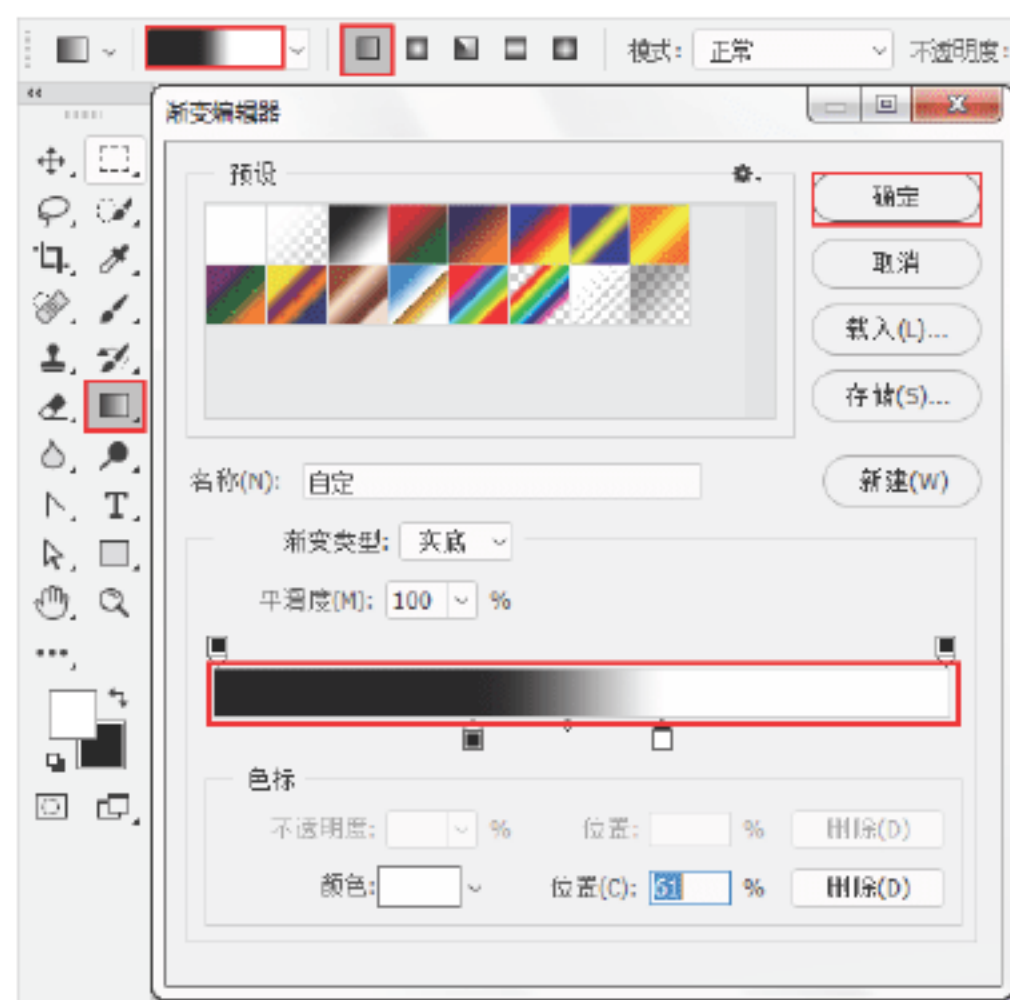 模式： 正常 不透明度：
渐变编辑器
预设
确定
取消
载入(L)...
存储(S)...
名称(N)： 自定
新建(W)
渐变类型： 实底
平滑度(M)： 100 %
色标
不透明度： % 位置： % 删除(D)
颜色： 位置(C)： 61 % 删除(D)